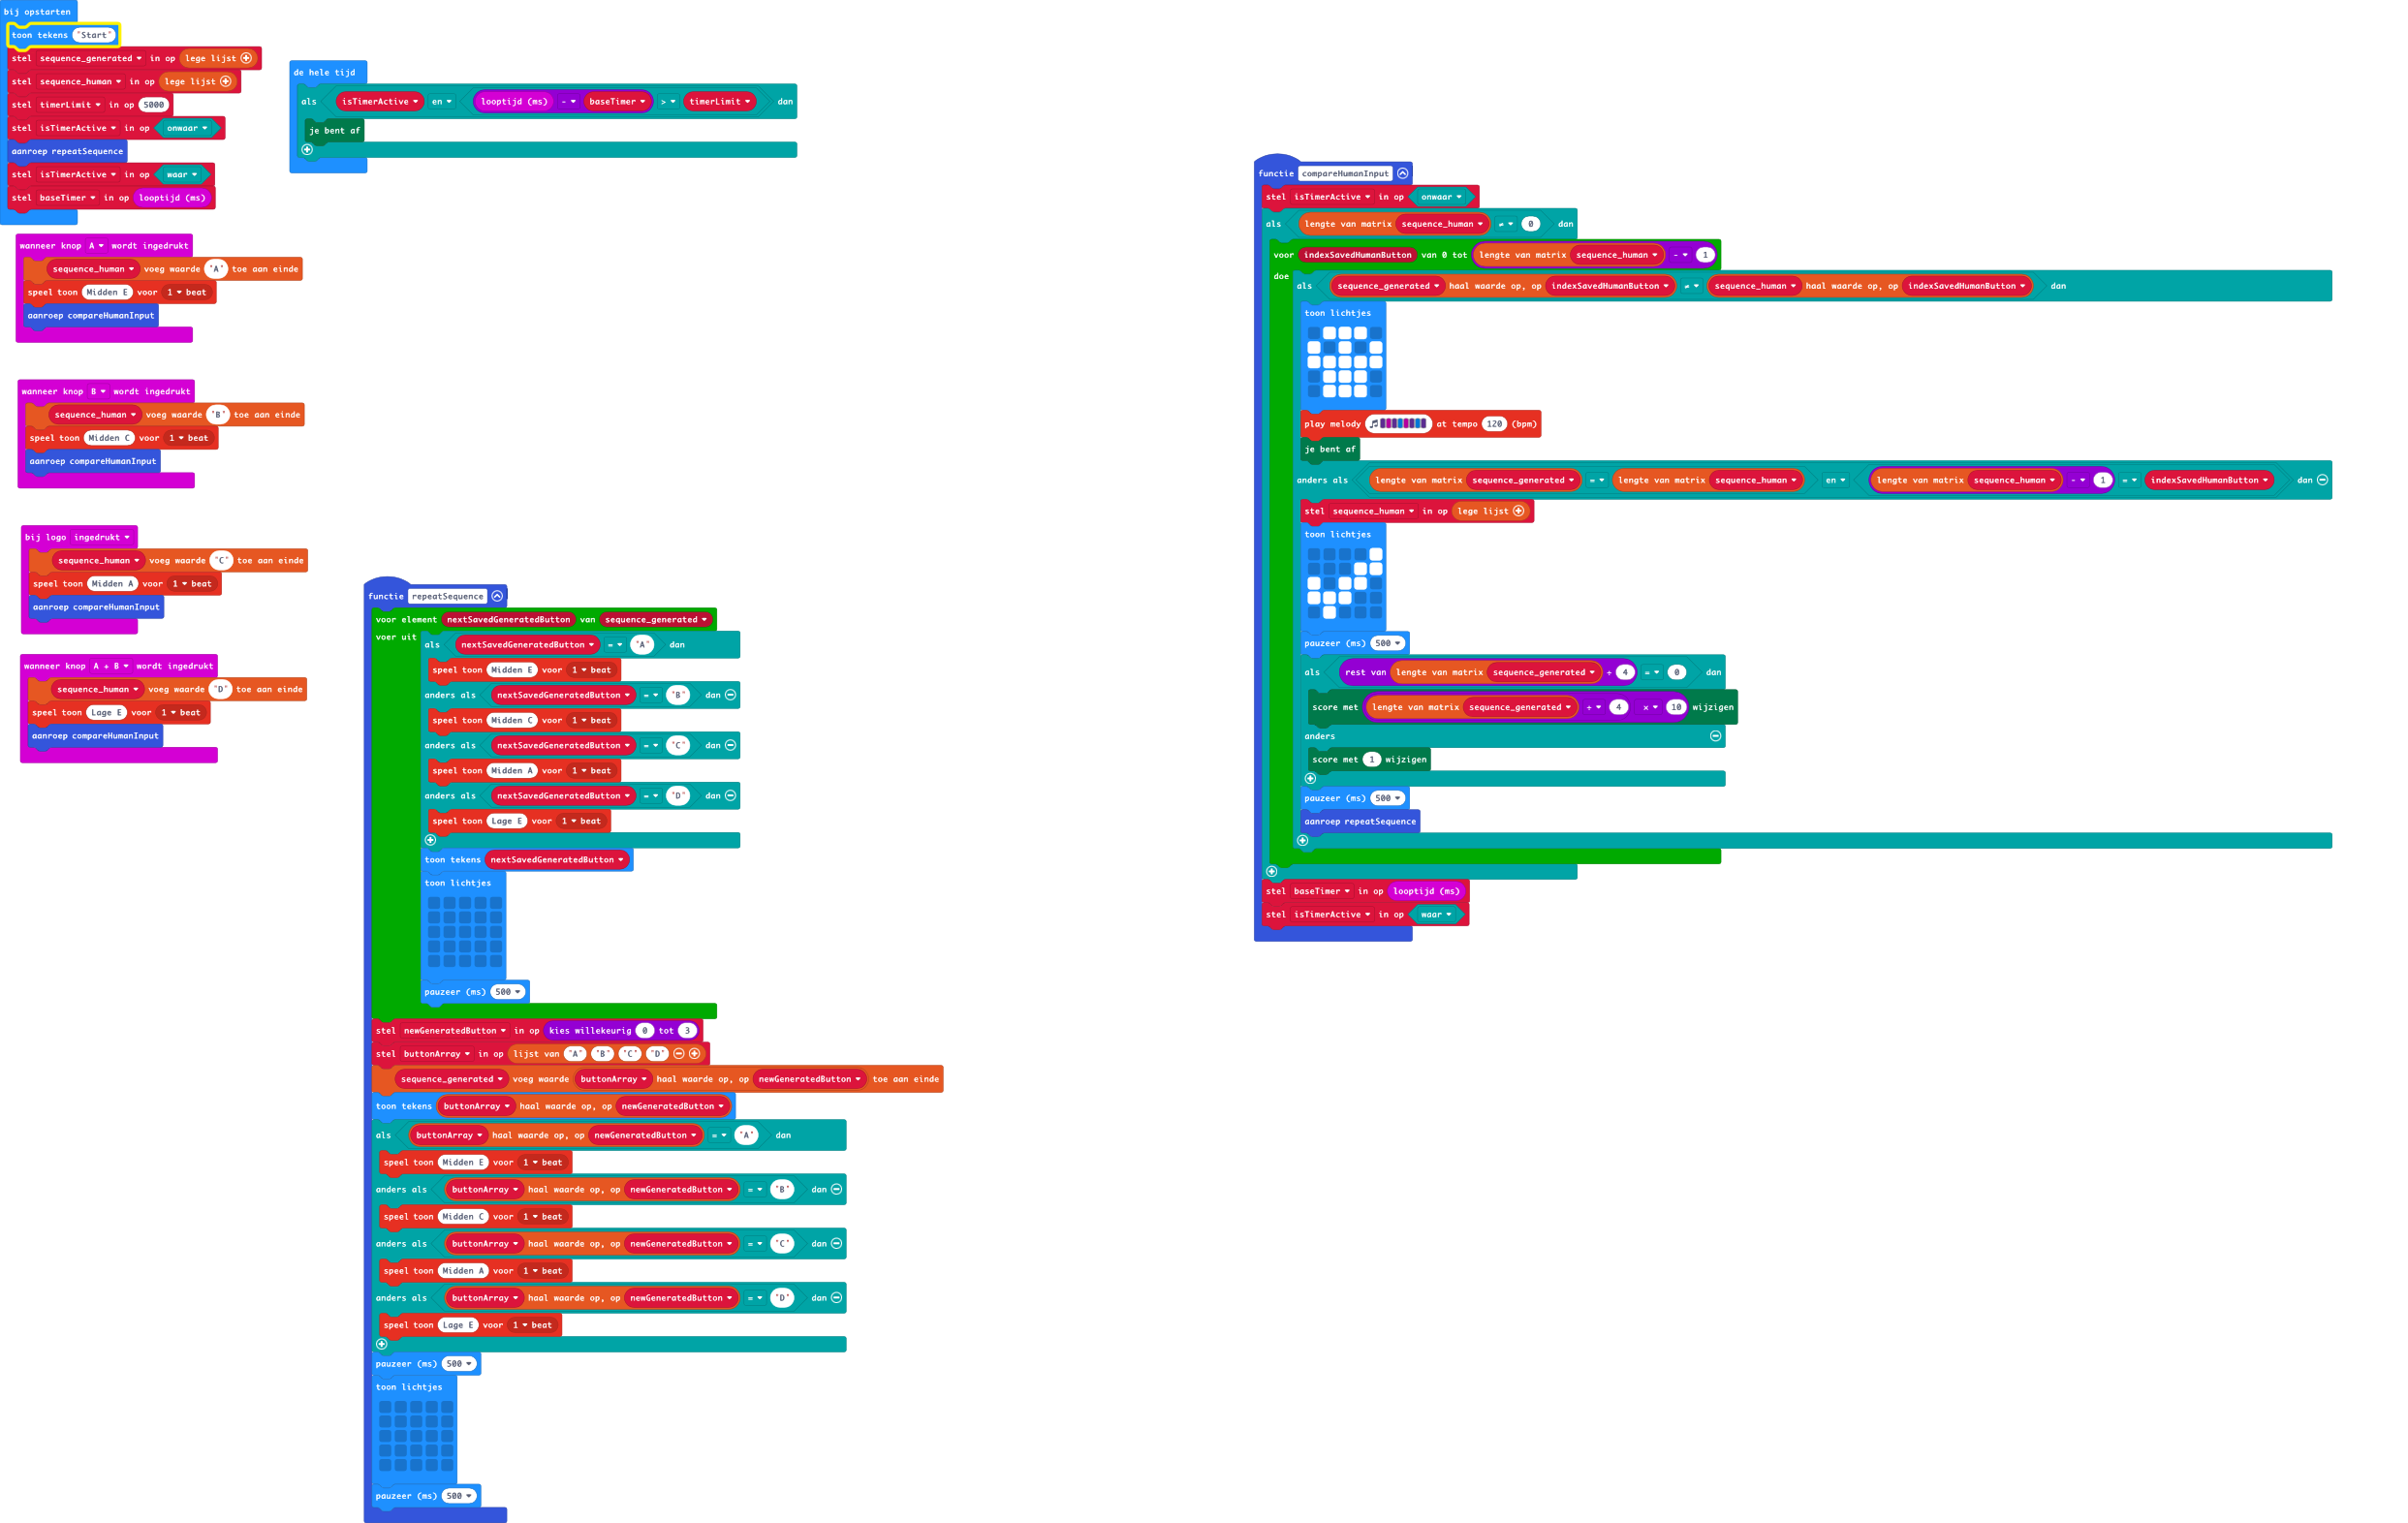 bij opstarten
toon tekens "Start"
stel sequence_generated in op lege lijst
stel sequence_human in op lege lijst
stel timerLimit in op 5000
stel isTimerActive in op onwaar
aanroep repeatSequence
stel isTimerActive in op waar
stel baseTimer in op looptijd (ms)
de hele tijd
als isTimerActive en looptijd (ms) - baseTimer > timerLimit dan
je bent af
wanneer knop A wordt ingedrukt
sequence_human voeg waarde "A" toe aan einde
speel toon Midden E voor 1 beat
aanroep compareHumanInput
wanneer knop B wordt ingedrukt
sequence_human voeg waarde "B" toe aan einde
speel toon Midden C voor 1 beat
aanroep compareHumanInput
bij logo ingedrukt
sequence_human voeg waarde "C" toe aan einde
speel toon Midden A voor 1 beat
aanroep compareHumanInput
wanneer knop A + B wordt ingedrukt
sequence_human voeg waarde "D" toe aan einde
speel toon Lage E voor 1 beat
aanroep compareHumanInput
functie repeatSequence
voor element nextSavedGeneratedButton van sequence_generated
voer uit
als nextSavedGeneratedButton = "A" dan
speel toon Midden E voor 1 beat
anders als nextSavedGeneratedButton = "B" dan
speel toon Midden C voor 1 beat
anders als nextSavedGeneratedButton = "C" dan
speel toon Midden A voor 1 beat
anders als nextSavedGeneratedButton = "D" dan
speel toon Lage E voor 1 beat
toon tekens nextSavedGeneratedButton
toon lichtjes
pauzeer (ms) 500
stel newGeneratedButton in op kies willekeurig 0 tot 3
stel buttonArray in op lijst van "A" "B" "C" "D"
sequence_generated voeg waarde buttonArray haal waarde op, op newGeneratedButton toe aan einde
toon tekens buttonArray haal waarde op, op newGeneratedButton
als buttonArray haal waarde op, op newGeneratedButton = "A" dan
speel toon Midden E voor 1 beat
anders als buttonArray haal waarde op, op newGeneratedButton = "B" dan
speel toon Midden C voor 1 beat
anders als buttonArray haal waarde op, op newGeneratedButton = "C" dan
speel toon Midden A voor 1 beat
anders als buttonArray haal waarde op, op newGeneratedButton = "D" dan
speel toon Lage E voor 1 beat
pauzeer (ms) 500
toon lichtjes
pauzeer (ms) 500
functie compareHumanInput
stel isTimerActive in op onwaar
als lengte van matrix sequence_human ≠ 0 dan
voor indexSavedHumanButton van 0 tot lengte van matrix sequence_human - 1
doe
als sequence_generated haal waarde op, op indexSavedHumanButton ≠ sequence_human haal waarde op, op indexSavedHumanButton dan
toon lichtjes
play melody at tempo 120 (bpm)
je bent af
anders als lengte van matrix sequence_generated = lengte van matrix sequence_human en lengte van matrix sequence_human - 1 = indexSavedHumanButton dan
stel sequence_human in op lege lijst
toon lichtjes
pauzeer (ms) 500
als rest van lengte van matrix sequence_generated ÷ 4 = 0 dan
score met lengte van matrix sequence_generated ÷ 4 × 10 wijzigen
anders
score met 1 wijzigen
pauzeer (ms) 500
aanroep repeatSequence
stel baseTimer in op looptijd (ms)
stel isTimerActive in op waar